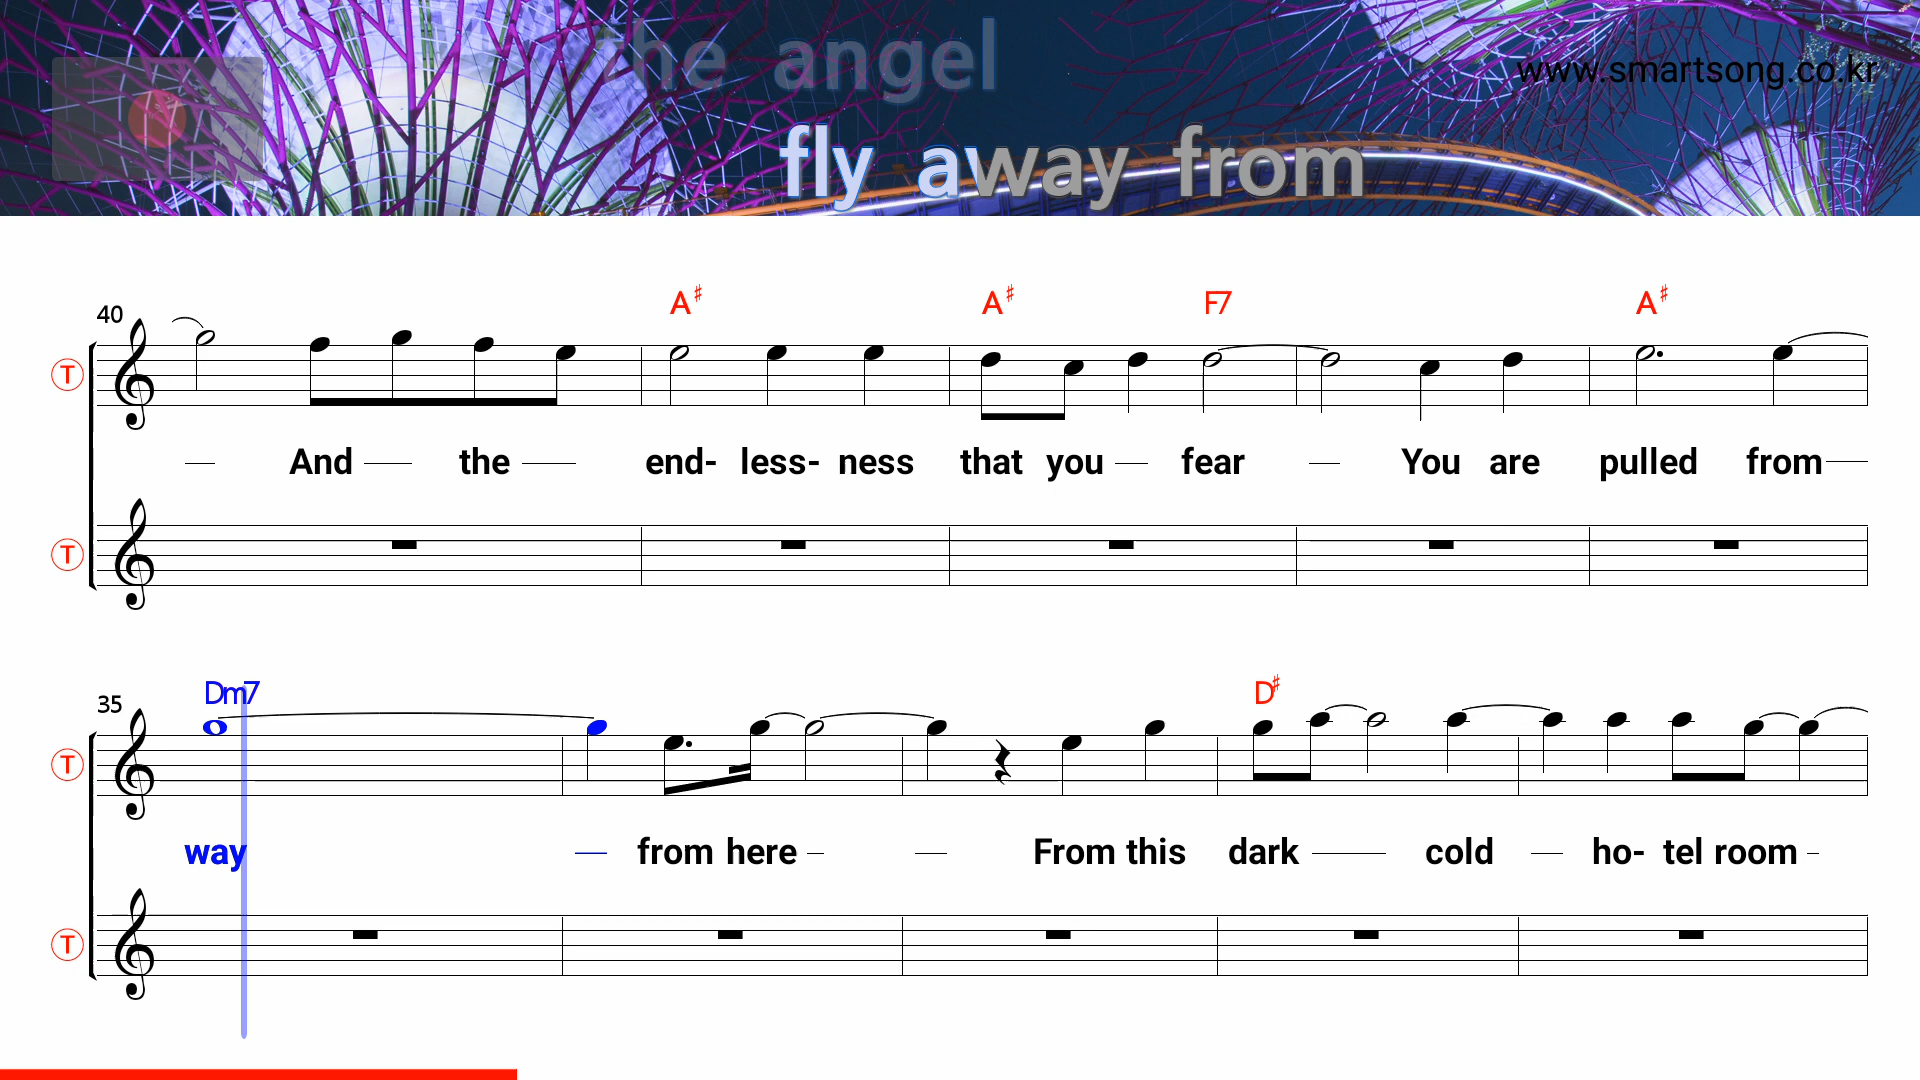 the angel
www.smartsong.co.kr
fly away from
A♯ A♯ F7 A♯
40
T
And the end- less- ness that you fear You are pulled from
T
Dm7 D♯
35
T
way from here From this dark cold ho- tel room
T